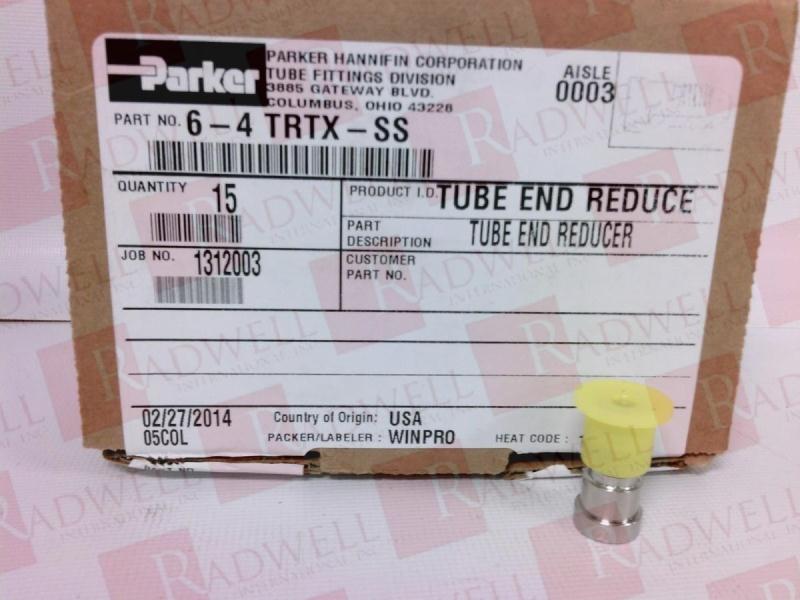 Parker
PARKER HANNIFIN CORPORATION
TUBE FITTINGS DIVISION
3885 GATEWAY BLVD.
COLUMBUS, OHIO 43228
AISLE
0003
PART NO. 6-4 TRTX-SS
QUANTITY 15
PRODUCT I.D. TUBE END REDUCE
PART DESCRIPTION TUBE END REDUCER
JOB NO. 1312003
CUSTOMER PART NO.
02/27/2014
05COL
Country of Origin: USA
PACKER/LABELER: WINPRO
HEAT CODE:
RADWELL
INTERNATIONAL, INC.